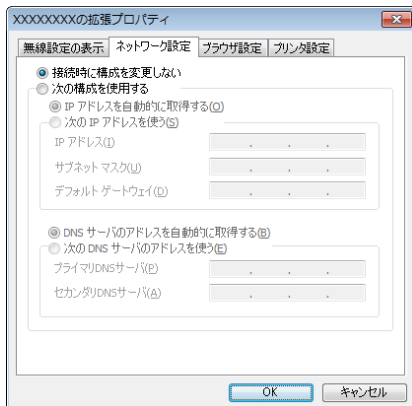 XXXXXXXXの拡張プロパティ
無線設定の表示 ネットワーク設定 ブラウザ設定 プリンタ設定
接続時に構成を変更しない
次の構成を使用する
IP アドレスを自動的に取得する(O)
次の IP アドレスを使う(S)
IP アドレス(I)
サブネット マスク(U)
デフォルト ゲートウェイ(D)
DNS サーバのアドレスを自動的に取得する(B)
次の DNS サーバのアドレスを使う(E)
プライマリDNSサーバ(P)
セカンダリDNSサーバ(A)
OK キャンセル